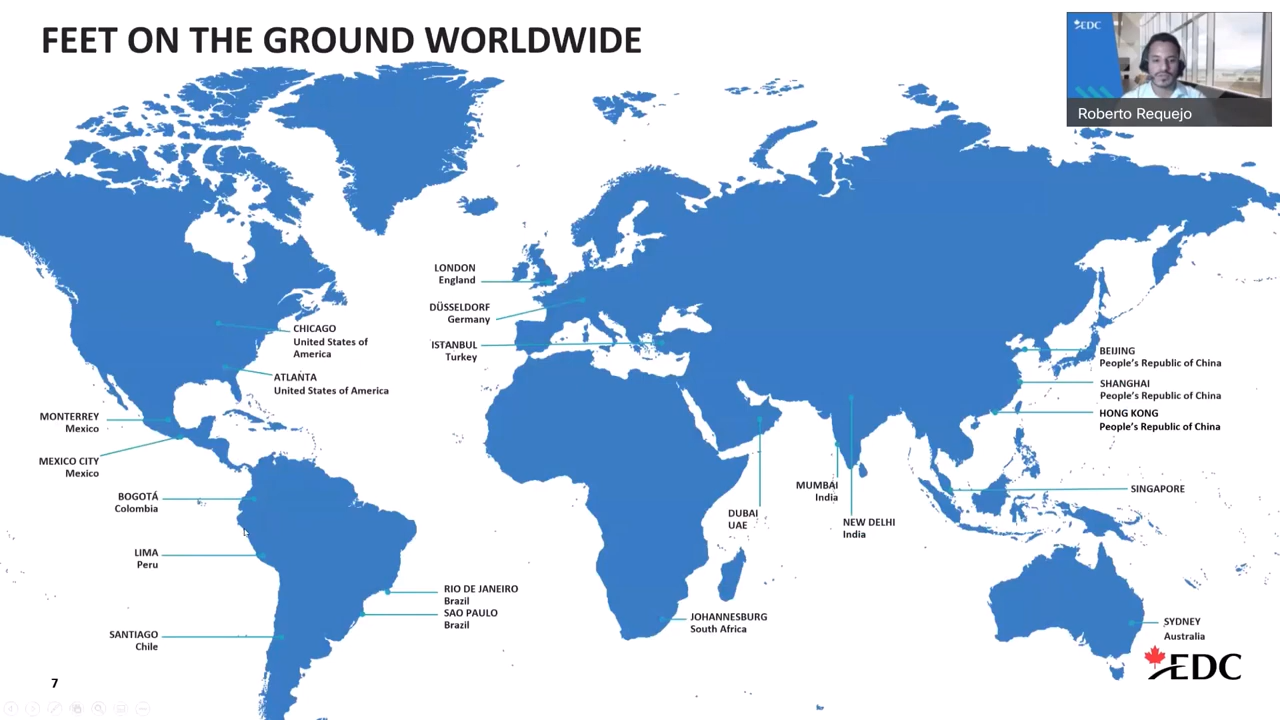 FEET ON THE GROUND WORLDWIDE
EDC
Roberto Requejo
LONDON
England
DÜSSELDORF
Germany
ISTANBUL
Turkey
CHICAGO
United States of
America
ATLANTA
United States of America
MONTERREY
Mexico
MEXICO CITY
Mexico
BOGOTÁ
Colombia
LIMA
Peru
SANTIAGO
Chile
RIO DE JANEIRO
Brazil
SAO PAULO
Brazil
JOHANNESBURG
South Africa
DUBAI
UAE
MUMBAI
India
NEW DELHI
India
BEIJING
People's Republic of China
SHANGHAI
People's Republic of China
HONG KONG
People's Republic of China
SINGAPORE
SYDNEY
Australia
EDC
7